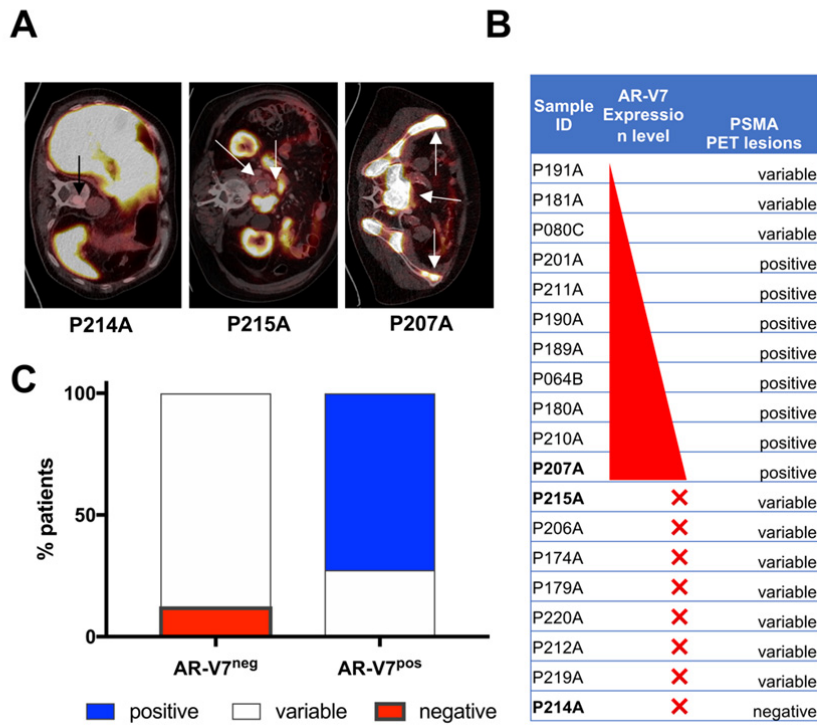 A
P214A P215A P207A
B
Sample ID AR-V7 Expressio n level PSMA PET lesions
P191A variable
P181A variable
P080C variable
P201A positive
P211A positive
P190A positive
P189A positive
P064B positive
P180A positive
P210A positive
P207A positive
P215A ✕ variable
P206A ✕ variable
P174A ✕ variable
P179A ✕ variable
P220A ✕ variable
P212A ✕ variable
P219A ✕ variable
P214A ✕ negative
C
% patients
100
50
0
AR-V7neg AR-V7pos
positive variable negative